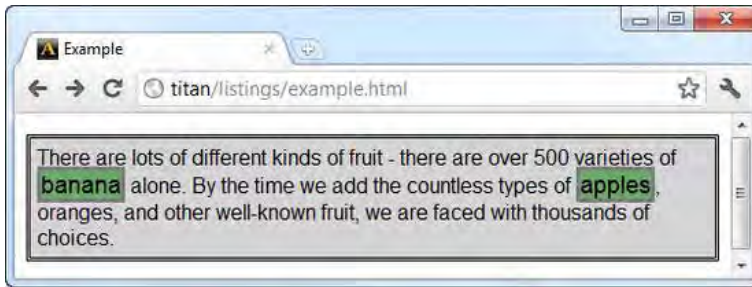 Example
titan/listings/example.html
There are lots of different kinds of fruit - there are over 500 varieties of
banana alone. By the time we add the countless types of apples,
oranges, and other well-known fruit, we are faced with thousands of
choices.